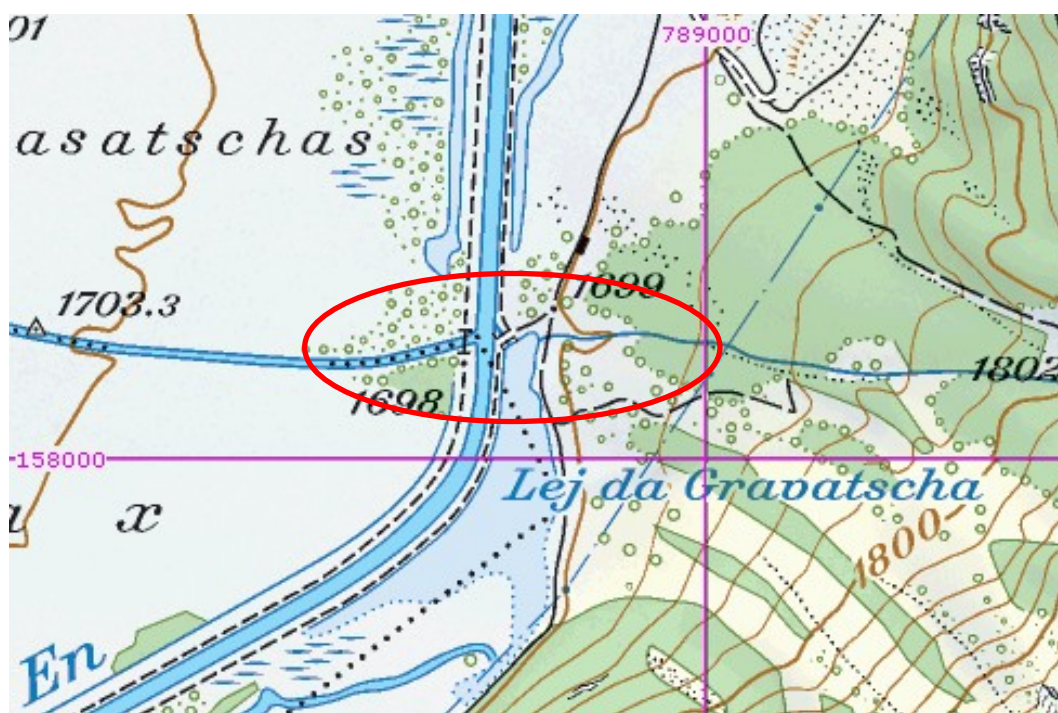 01
789000
asatschas
1703.3
1699
1698
1802
158000
Lej da Gravatscha
x
1800
En